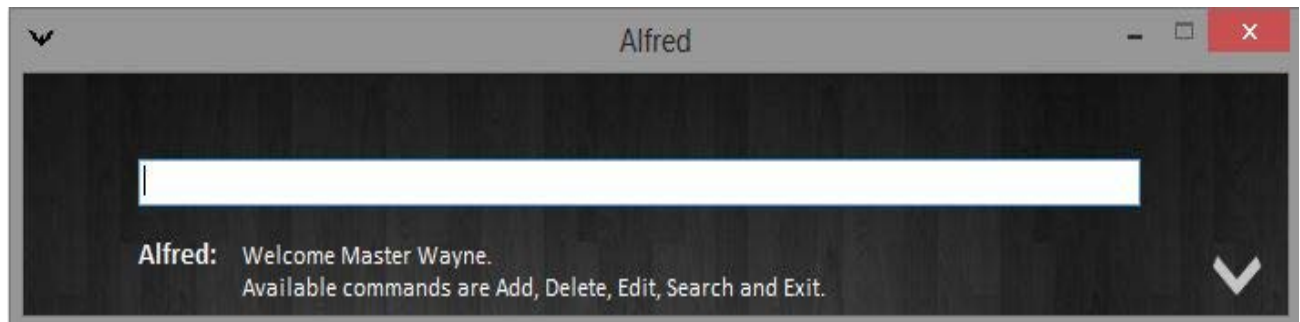 Alfred
Alfred: Welcome Master Wayne.
Available commands are Add, Delete, Edit, Search and Exit.